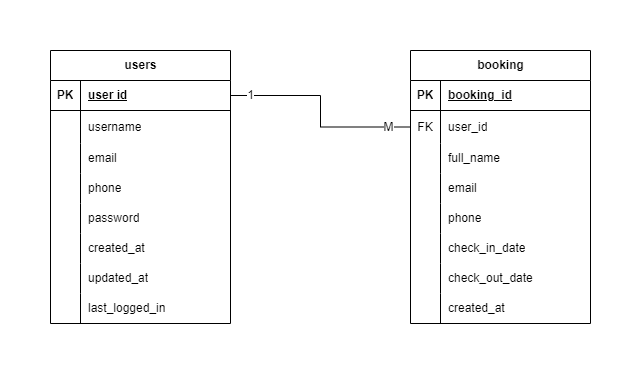 users
PK user id
username
email
phone
password
created_at
updated_at
last_logged_in
1
M
booking
PK booking_id
FK user_id
full_name
email
phone
check_in_date
check_out_date
created_at